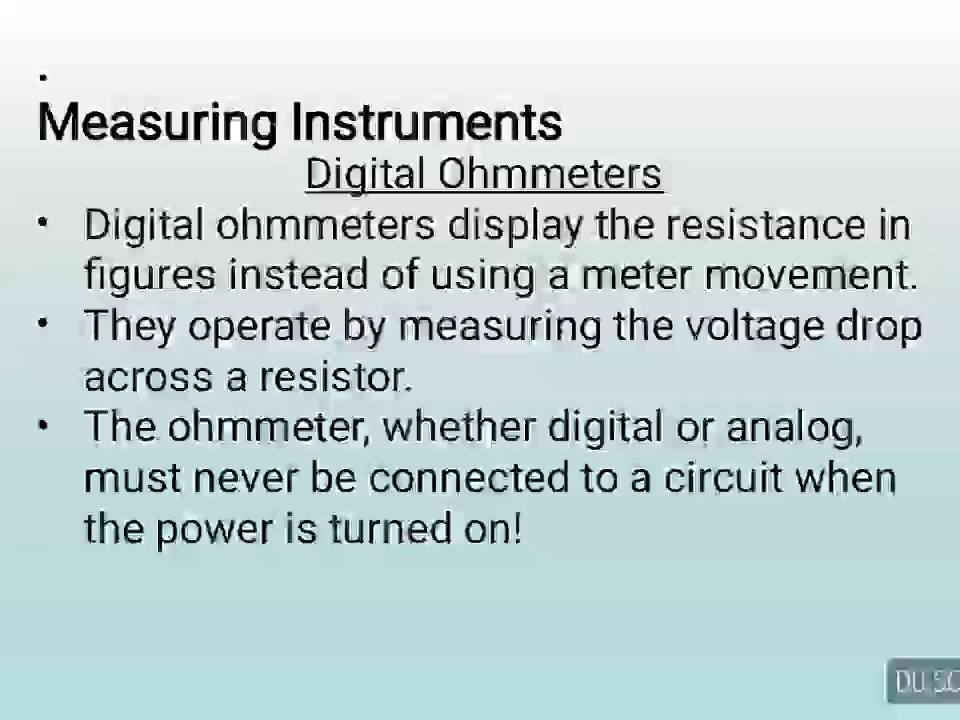 .
Measuring Instruments
Digital Ohmmeters
• Digital ohmmeters display the resistance in
figures instead of using a meter movement.
• They operate by measuring the voltage drop
across a resistor.
• The ohmmeter, whether digital or analog,
must never be connected to a circuit when
the power is turned on!
DU